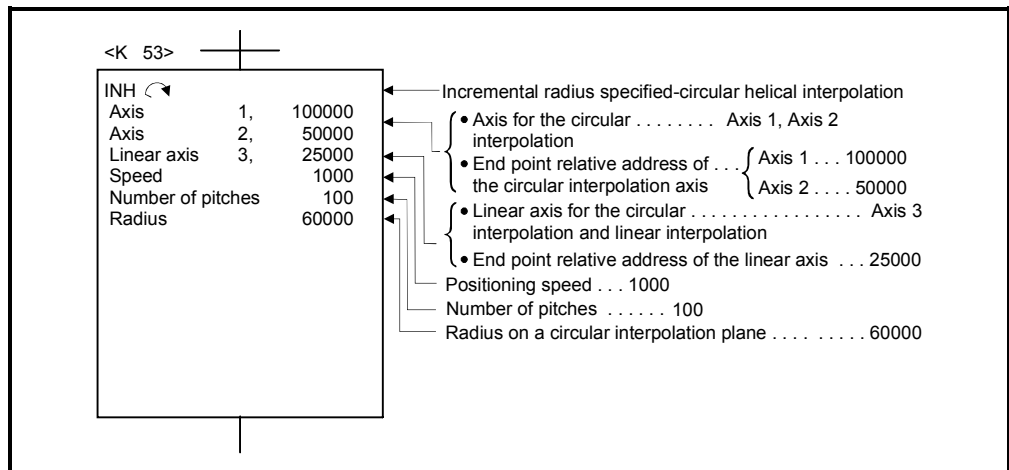 <K 53>
INH
Axis 1, 100000
Axis 2, 50000
Linear axis 3, 25000
Speed 1000
Number of pitches 100
Radius 60000
Incremental radius specified-circular helical interpolation
• Axis for the circular . . . . . . . . Axis 1, Axis 2
interpolation
• End point relative address of . . .
the circular interpolation axis
Axis 1 . . . 100000
Axis 2 . . . . 50000
• Linear axis for the circular . . . . . . . . . . . . . . . . . Axis 3
interpolation and linear interpolation
• End point relative address of the linear axis . . . 25000
Positioning speed . . . 1000
Number of pitches . . . . . . 100
Radius on a circular interpolation plane . . . . . . . . . . 60000